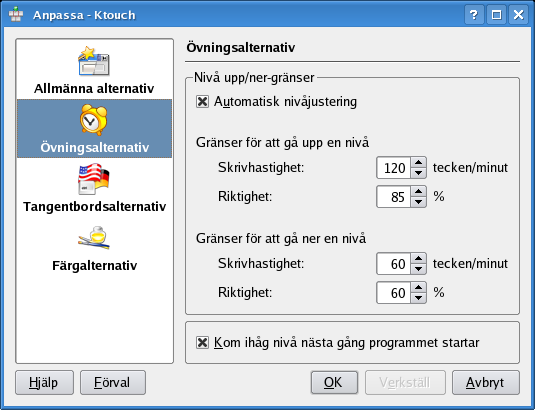 Anpassa - Ktouch
Allmänna alternativ
Övningsalternativ
Tangentbordsalternativ
Färgalternativ
Övningsalternativ
Nivå upp/ner-gränser
Automatisk nivåjustering
Gränser för att gå upp en nivå
Skrivhastighet: 120 tecken/minut
Riktighet: 85 %
Gränser för att gå ner en nivå
Skrivhastighet: 60 tecken/minut
Riktighet: 60 %
Kom ihåg nivå nästa gång programmet startar
Hjälp Förval OK Verkställ Avbryt